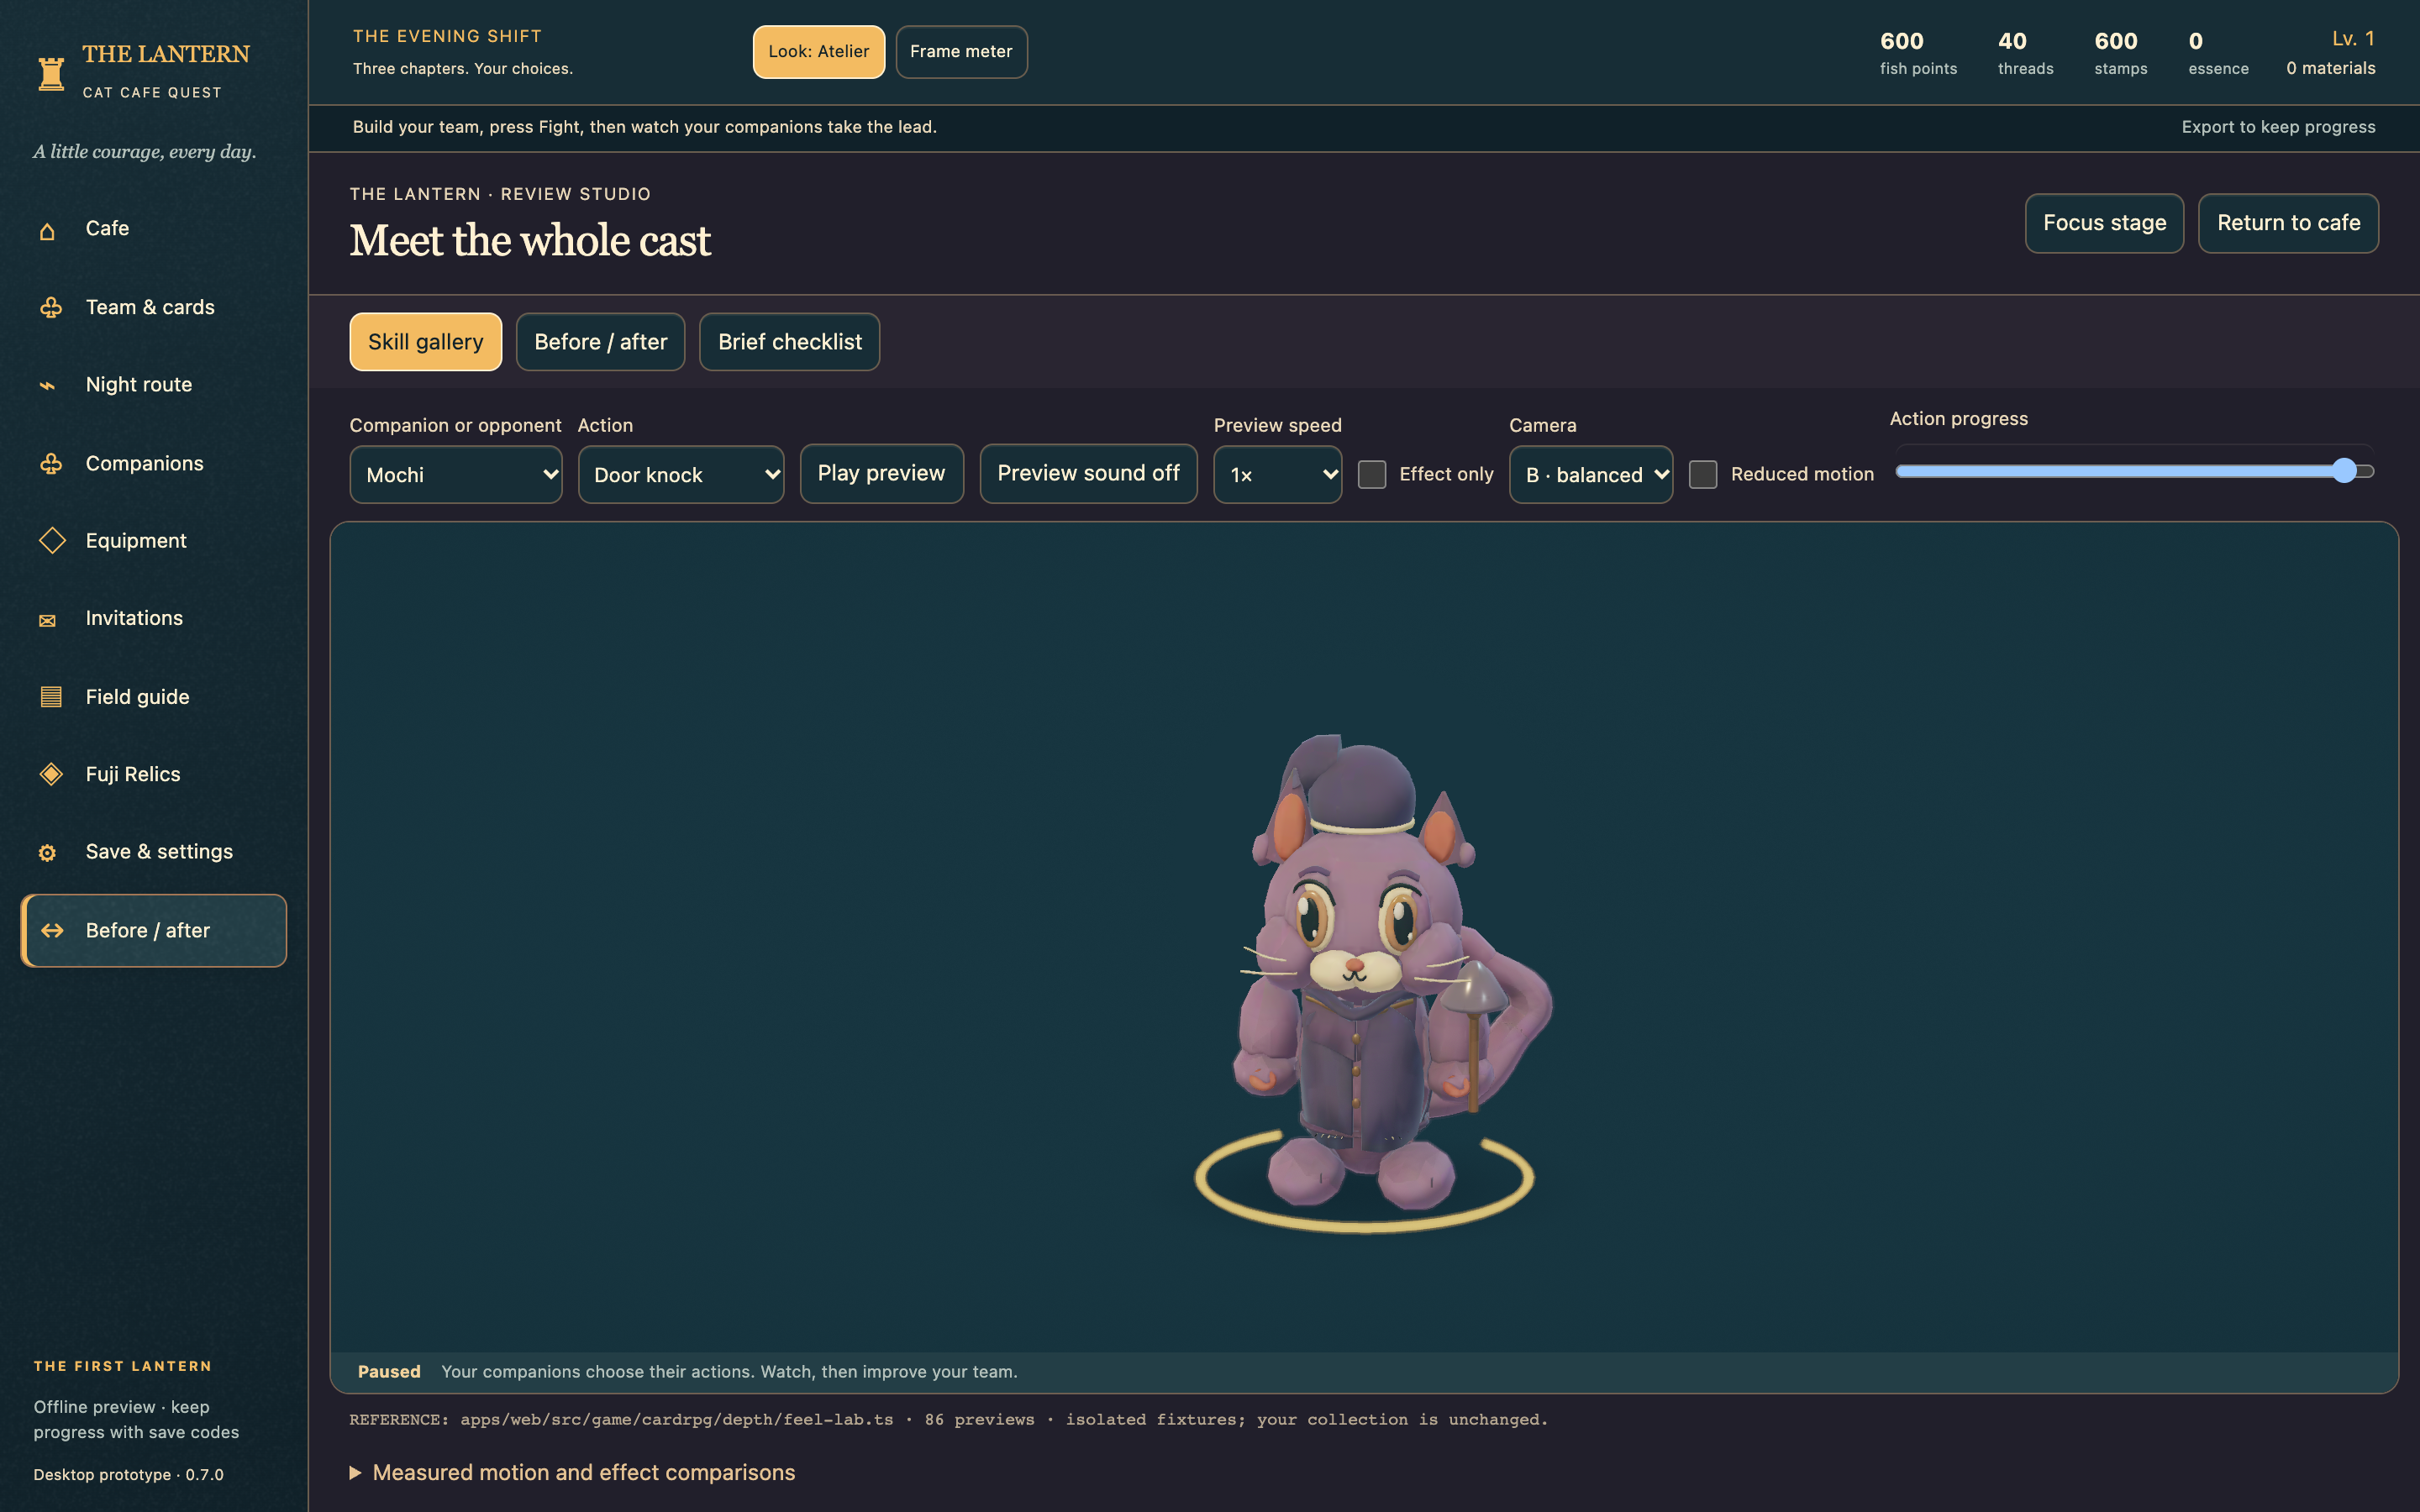 THE LANTERN
CAT CAFE QUEST
A little courage, every day.
Cafe
Team & cards
Night route
Companions
Equipment
Invitations
Field guide
Fuji Relics
Save & settings
Before / after
THE FIRST LANTERN
Offline preview · keep
progress with save codes
Desktop prototype · 0.7.0
THE EVENING SHIFT
Three chapters. Your choices.
Look: Atelier
Frame meter
600
fish points
40
threads
600
stamps
0
essence
Lv. 1
0 materials
Build your team, press Fight, then watch your companions take the lead.
Export to keep progress
THE LANTERN · REVIEW STUDIO
Meet the whole cast
Focus stage
Return to cafe
Skill gallery
Before / after
Brief checklist
Companion or opponent
Mochi
Action
Door knock
Play preview
Preview sound off
Preview speed
1×
Effect only
Camera
B · balanced
Reduced motion
Action progress
Paused
Your companions choose their actions. Watch, then improve your team.
REFERENCE: apps/web/src/game/cardrpg/depth/feel-lab.ts · 86 previews · isolated fixtures; your collection is unchanged.
Measured motion and effect comparisons